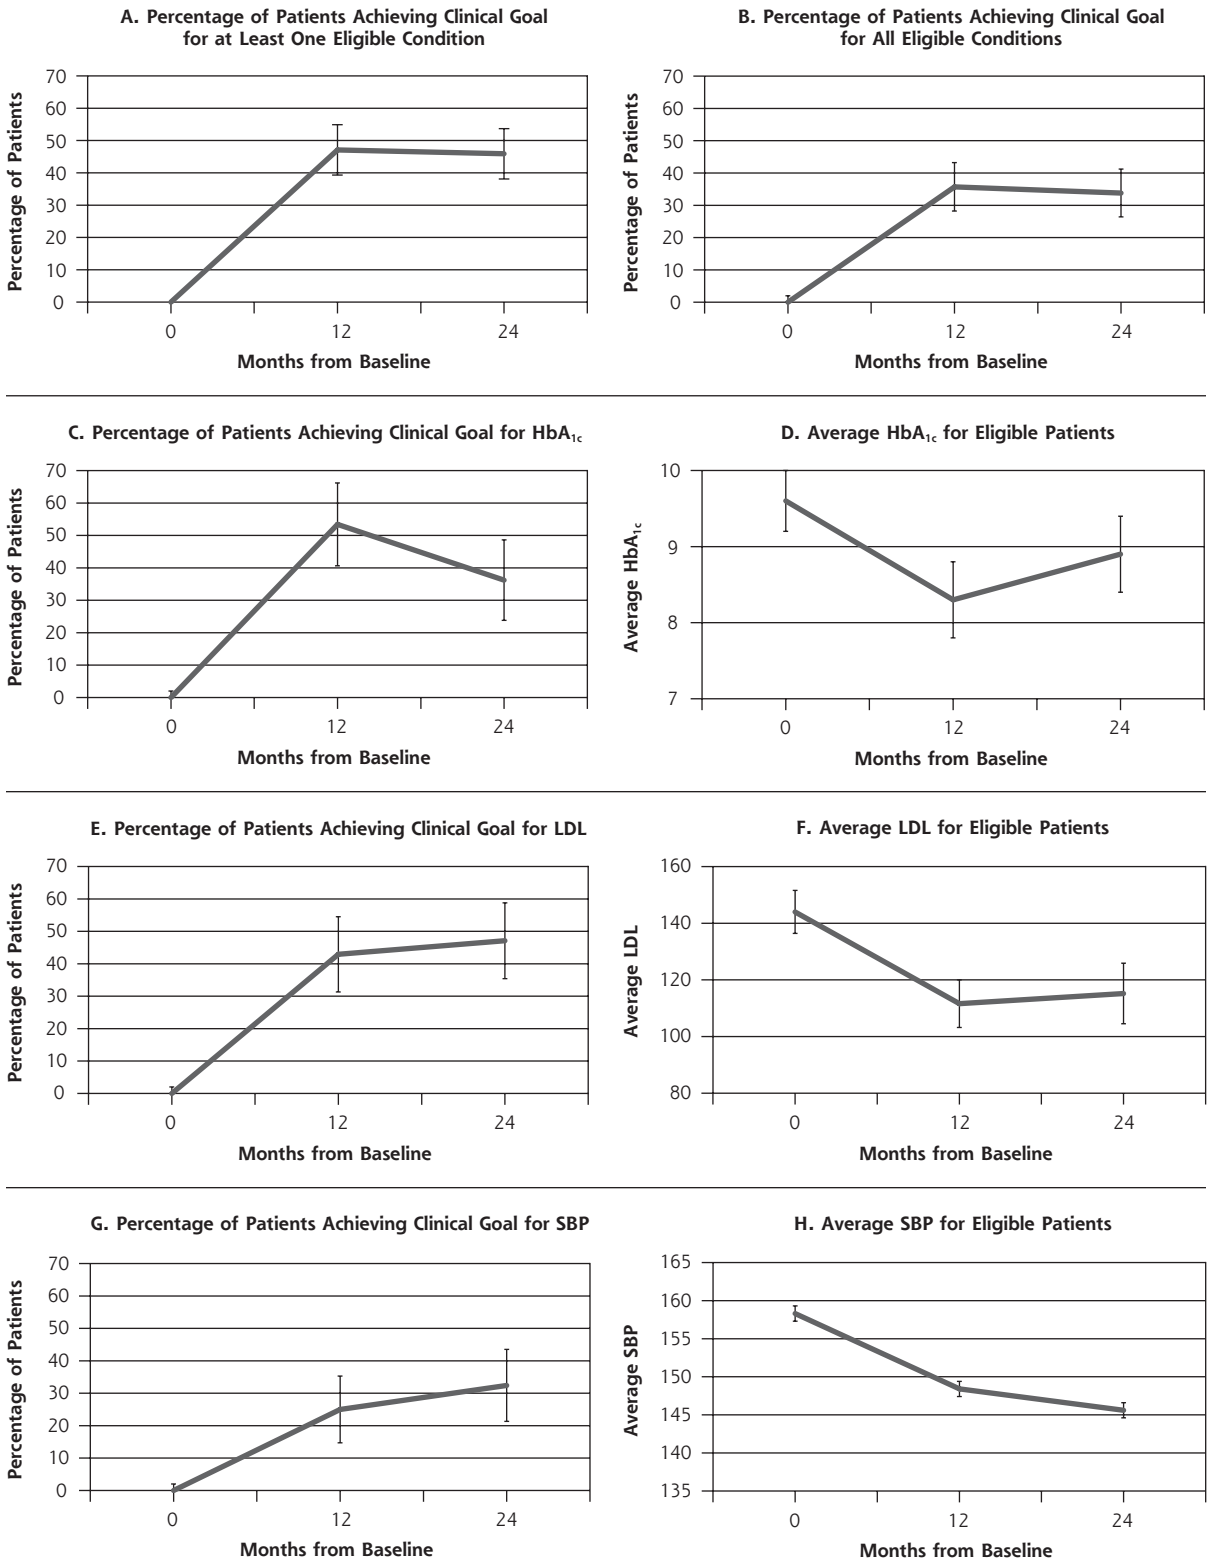 A. Percentage of Patients Achieving Clinical Goal
for at Least One Eligible Condition
Percentage of Patients
70
60
50
40
30
20
10
0
0 12 24
Months from Baseline
B. Percentage of Patients Achieving Clinical Goal
for All Eligible Conditions
Percentage of Patients
70
60
50
40
30
20
10
0
0 12 24
Months from Baseline
C. Percentage of Patients Achieving Clinical Goal for HbA1c
Percentage of Patients
70
60
50
40
30
20
10
0
0 12 24
Months from Baseline
D. Average HbA1c for Eligible Patients
Average HbA1c
10
9
8
7
0 12 24
Months from Baseline
E. Percentage of Patients Achieving Clinical Goal for LDL
Percentage of Patients
70
60
50
40
30
20
10
0
0 12 24
Months from Baseline
F. Average LDL for Eligible Patients
Average LDL
160
140
120
100
80
0 12 24
Months from Baseline
G. Percentage of Patients Achieving Clinical Goal for SBP
Percentage of Patients
70
60
50
40
30
20
10
0
0 12 24
Months from Baseline
H. Average SBP for Eligible Patients
Average SBP
165
160
155
150
145
140
135
0 12 24
Months from Baseline